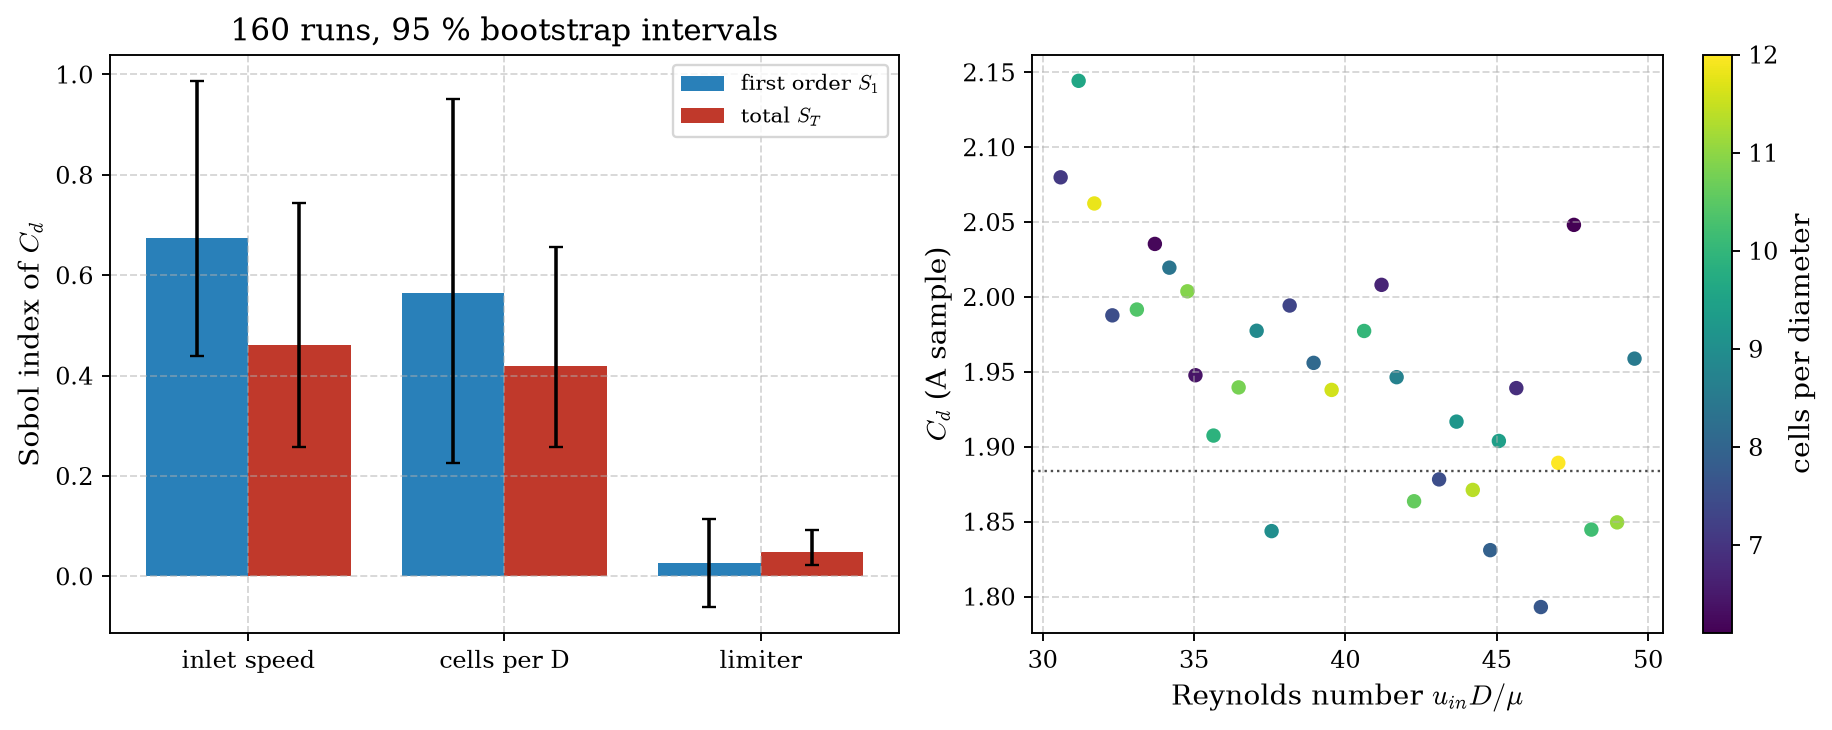 160 runs, 95 % bootstrap intervals
Sobol index of C_d
1.0
0.8
0.6
0.4
0.2
0.0
first order S_1
total S_T
inlet speed
cells per D
limiter
C_d (A sample)
2.15
2.10
2.05
2.00
1.95
1.90
1.85
1.80
30
35
40
45
50
Reynolds number u_{in}D/μ
12
11
10
9
8
7
cells per diameter